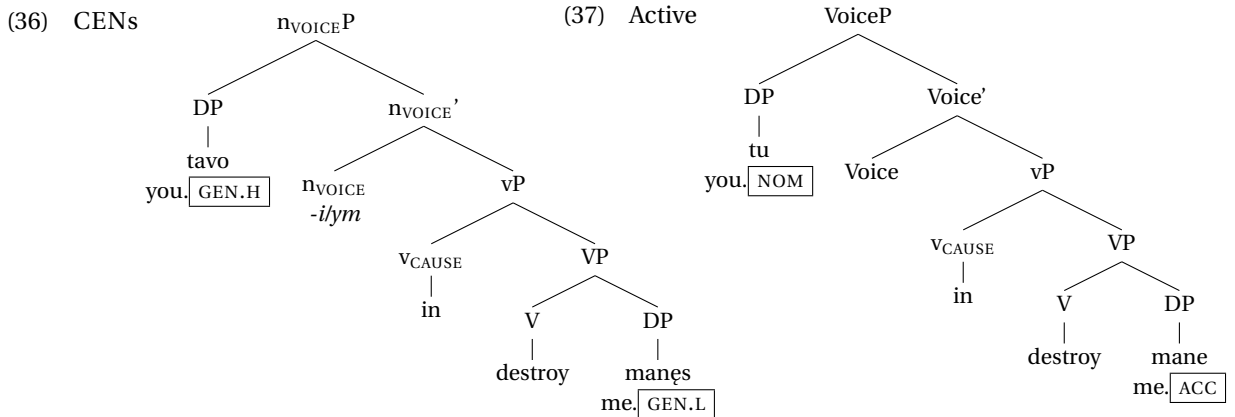 (36) CENs nVOICEP (37) Active VoiceP
DP nVOICE’ DP Voice’
tavo tu
you. GEN.H nVOICE vP you. NOM Voice vP
-i/ym
vCAUSE VP vCAUSE VP
in V DP in V DP
destroy manęs destroy mane
me. GEN.L me. ACC